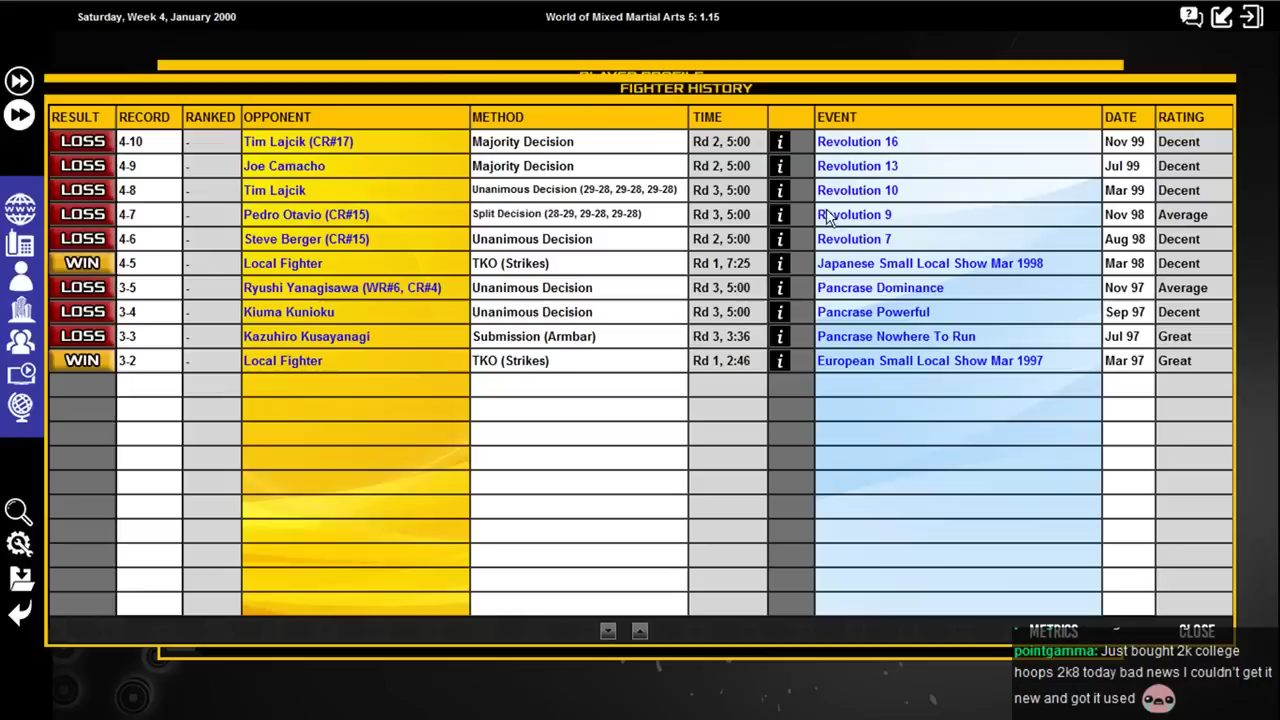 Saturday, Week 4, January 2000 World of Mixed Martial Arts 5: 1.15
FIGHTER HISTORY
RESULT RECORD RANKED OPPONENT METHOD TIME EVENT DATE RATING
LOSS 4-10 - Tim Lajcik (CR#17) Majority Decision Rd 2, 5:00 i Revolution 16 Nov 99 Decent
LOSS 4-9 - Joe Camacho Majority Decision Rd 2, 5:00 i Revolution 13 Jul 99 Decent
LOSS 4-8 - Tim Lajcik Unanimous Decision (29-28, 29-28, 29-28) Rd 3, 5:00 i Revolution 10 Mar 99 Decent
LOSS 4-7 - Pedro Otavio (CR#15) Split Decision (28-29, 29-28, 29-28) Rd 3, 5:00 i Revolution 9 Nov 98 Average
LOSS 4-6 - Steve Berger (CR#15) Unanimous Decision Rd 2, 5:00 i Revolution 7 Aug 98 Decent
WIN 4-5 - Local Fighter TKO (Strikes) Rd 1, 7:25 i Japanese Small Local Show Mar 1998 Mar 98 Decent
LOSS 3-5 - Ryushi Yanagisawa (WR#6, CR#4) Unanimous Decision Rd 3, 5:00 i Pancrase Dominance Nov 97 Average
LOSS 3-4 - Kiuma Kunioku Unanimous Decision Rd 3, 5:00 i Pancrase Powerful Sep 97 Decent
LOSS 3-3 - Kazuhiro Kusayanagi Submission (Armbar) Rd 3, 3:36 i Pancrase Nowhere To Run Jul 97 Great
WIN 3-2 - Local Fighter TKO (Strikes) Rd 1, 2:46 i European Small Local Show Mar 1997 Mar 97 Great
METRICS CLOSE
pointgamma: Just bought 2k college
hoops 2k8 today bad news I couldn't get it
new and got it used